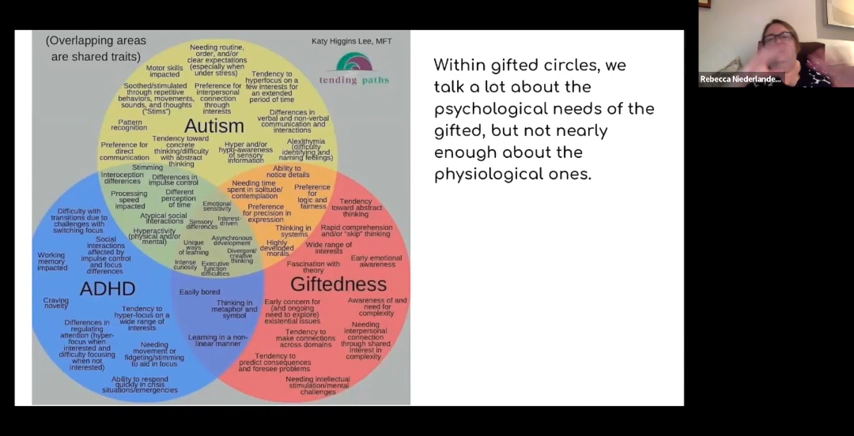 (Overlapping areas
are shared traits)
Katy Higgins Lee, MFT
tending paths
Needing routine,
order, and/or
clear expectations
(especially when
under stress)
Motor skills
impacted
Tendency to
hyperfocus on a
few interests for
an extended
period of time
Soothed/stimulated
through repetitive
behaviors, movements,
sounds, and thoughts
("Stims")
Preference for
interpersonal
connection
through
interests
Differences in
verbal and non-verbal
communication and
interactions
Pattern
recognition
Autism
Preference for
direct
communication
Tendency toward
concrete
thinking/difficulty
with abstract
thinking
Hyper and/or
hypo-awareness
of sensory
information
Alexithymia
(difficulty
identifying and
naming feelings)
Stimming
Interoception
differences
Differences in
impulse control
Processing
speed
impacted
Different
perception
of time
Atypical social
interactions
Hyperactivity
(physical and/or
mental)
Ability to
notice details
Needing time
spent in solitude/
contemplation
Preference
for
logic and
fairness
Preference
for precision in
expression
Thinking in
systems
Highly
developed
morals
Emotional
sensitivity
Sensory
differences
Interest-
driven
Unique
ways
of learning
Asynchronous
development
Divergent/
creative
thinking
Intense
curiosity
Executive
function
difficulties
Difficulty with
transitions due to
challenges with
switching focus
Social
interactions
affected by
impulse control
and focus
differences
Working
memory
impacted
ADHD
Craving
novelty
Tendency to
hyper-focus on a
wide range of
interests
Differences in
regulating
attention (hyper-
focus when
interested and
difficulty focusing
when not
interested)
Needing
movement or
fidgeting/stimming
to aid in focus
Ability to respond
quickly in crisis
situations/emergencies
Easily bored
Thinking in
metaphor and
symbol
Learning in a non-
linear manner
Tendency
toward abstract
thinking
Rapid comprehension
and/or "skip" thinking
Wide range of
interests
Early emotional
awareness
Fascination with
theory
Giftedness
Early concern for
(and ongoing
need to explore)
existential issues
Awareness of and
need for
complexity
Tendency to
make connections
across domains
Needing
interpersonal
connection
through shared
interest in
complexity
Tendency to
predict consequences
and foresee problems
Needing intellectual
stimulation/mental
challenges
Within gifted circles, we
talk a lot about the
psychological needs of the
gifted, but not nearly
enough about the
physiological ones.
Rebecca Niederlande...